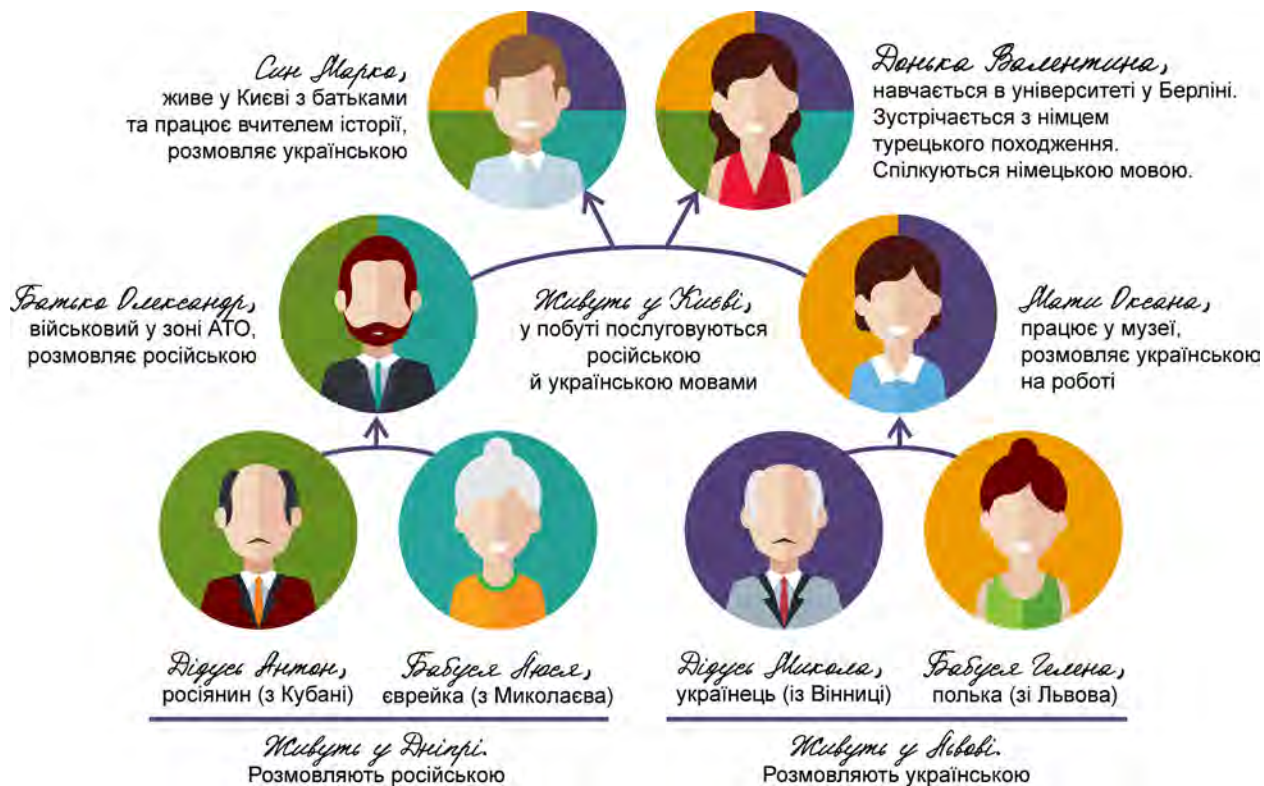 Син Марко,
живе у Києві з батьками
та працює вчителем історії,
розмовляє українською
Донька Валентина,
навчається в університеті у Берліні.
Зустрічається з німцем
турецького походження.
Спілкуються німецькою мовою.
Батько Олександр,
військовий у зоні АТО,
розмовляє російською
Живуть у Києві,
у побуті послуговуються
російською
й українською мовами
Мати Оксана,
працює у музеї,
розмовляє українською
на роботі
Дідусь Антон,
росіянин (з Кубані)
Бабуся Люся,
єврейка (з Миколаєва)
Дідусь Микола,
українець (із Вінниці)
Бабуся Гелена,
полька (зі Львова)
Живуть у Дніпрі.
Розмовляють російською
Живуть у Львові.
Розмовляють українською